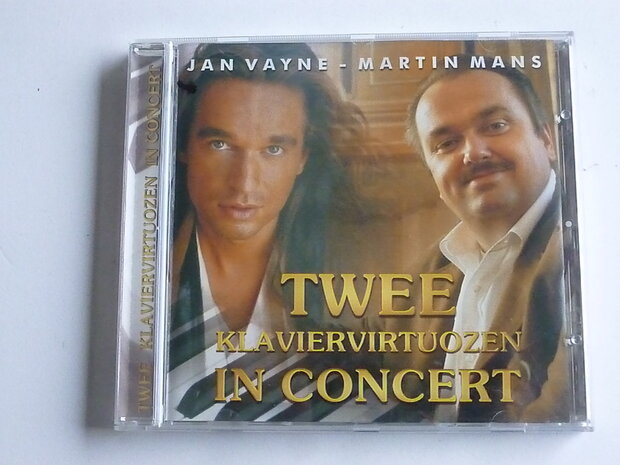 JAN VAYNE - MARTIN MANS
TWEE
KLAVIERVIRTUOZEN
IN CONCERT
TWEE KLAVIERVIRTUOZEN IN CONCERT